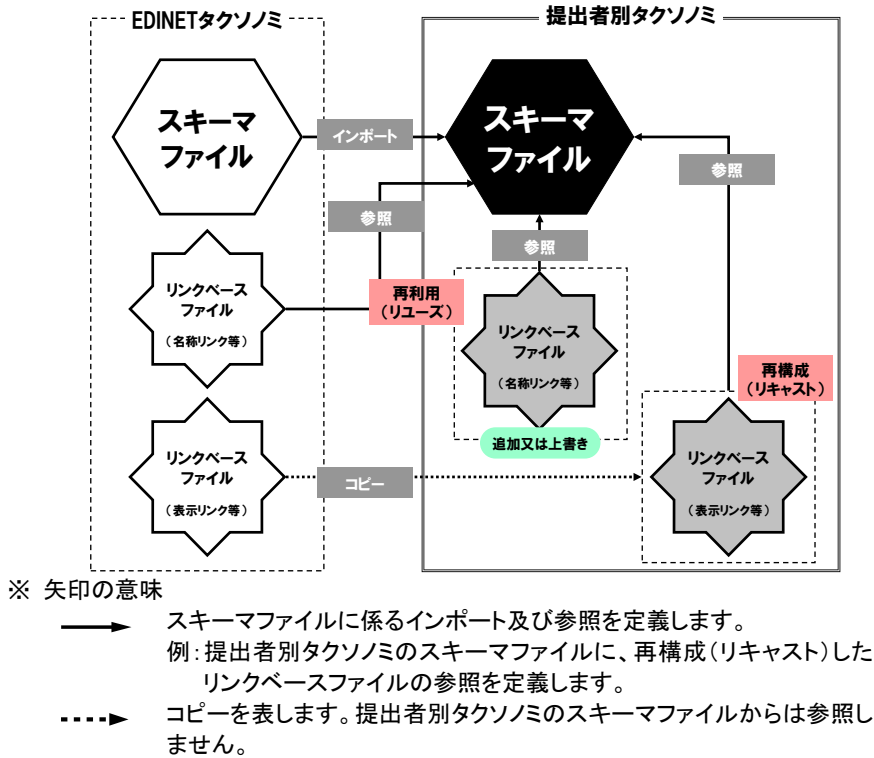 EDINETタクソノミ
提出者別タクソノミ
スキーマ
ファイル
インポート
スキーマ
ファイル
参照
参照
参照
リンクベース
ファイル
（名称リンク等）
再利用
（リユーズ）
リンクベース
ファイル
（名称リンク等）
追加又は上書き
再構成
（リキャスト）
リンクベース
ファイル
（表示リンク等）
コピー
リンクベース
ファイル
（表示リンク等）
※ 矢印の意味
スキーマファイルに係るインポート及び参照を定義します。
例：提出者別タクソノミのスキーマファイルに、再構成（リキャスト）した
リンクベースファイルの参照を定義します。
コピーを表します。提出者別タクソノミのスキーマファイルからは参照し
ません。